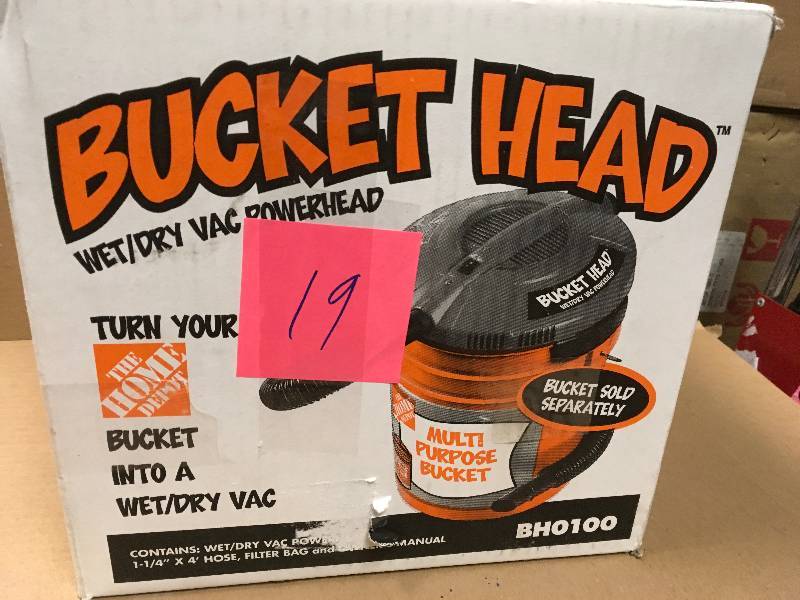 BUCKET HEAD™
WET/DRY VAC POWERHEAD
19
TURN YOUR
THE
HOME
DEPOT
BUCKET
INTO A
WET/DRY VAC
BUCKET HEAD
WET/DRY VAC POWERHEAD
BUCKET SOLD
SEPARATELY
MULTI
PURPOSE
BUCKET
CONTAINS: WET/DRY VAC MANUAL
1-1/4" X 4' HOSE, FILTER BAG and
BH0100